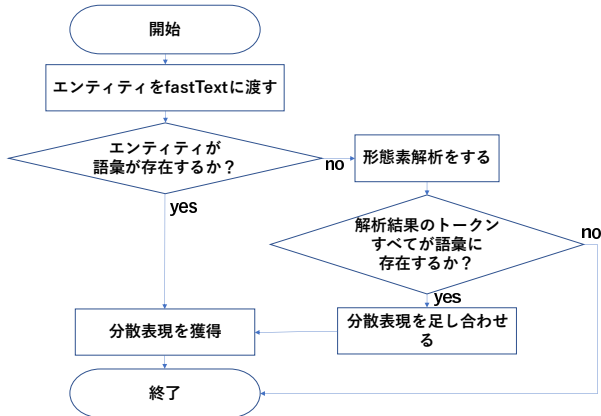 開始
エンティティをfastTextに渡す
エンティティが
語彙が存在するか？
no
形態素解析をする
yes
解析結果のトークン
すべてが語彙に
存在するか？
no
yes
分散表現を獲得
分散表現を足し合わせ
る
終了